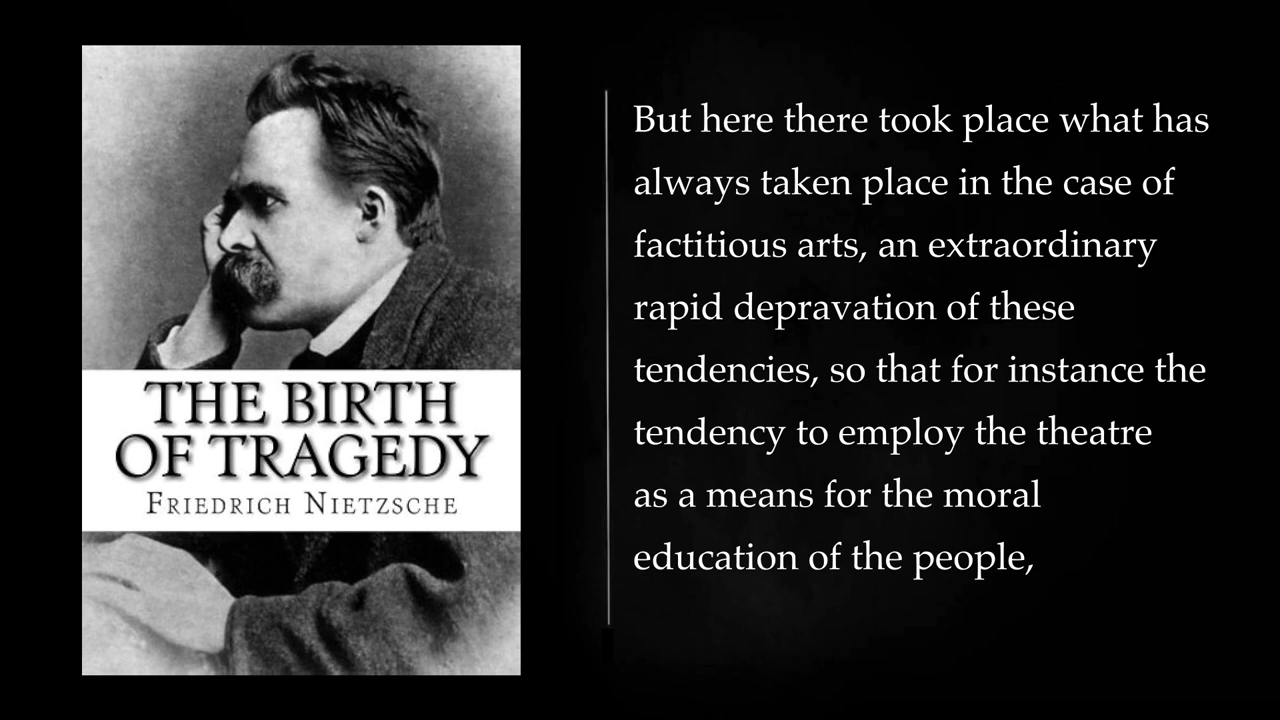 THE BIRTH
OF TRAGEDY
FRIEDRICH NIETZSCHE
But here there took place what has
always taken place in the case of
factitious arts, an extraordinary
rapid depravation of these
tendencies, so that for instance the
tendency to employ the theatre
as a means for the moral
education of the people,